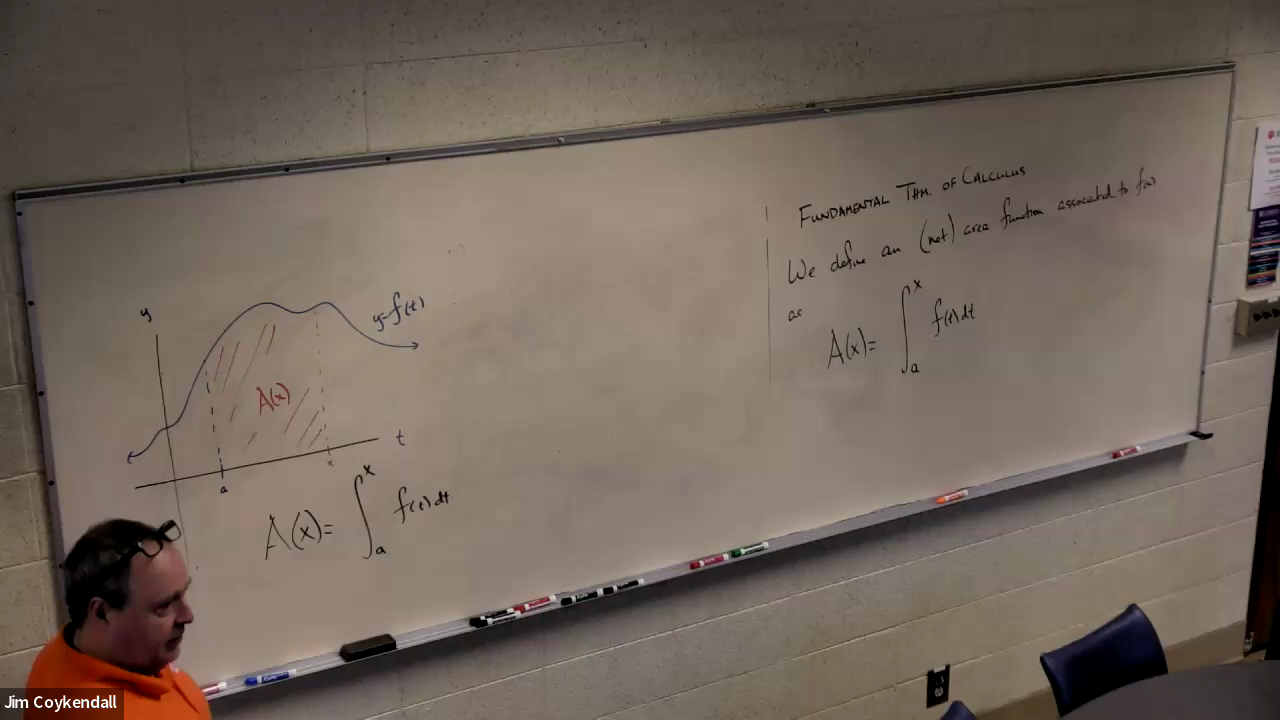 y
y=f(t)
A(x)
t
a
x
A(x)= ∫ₐˣ f(t)dt
FUNDAMENTAL THM. OF CALCULUS
We define an (net) area function associated to f(x)
as
A(x)= ∫ₐˣ f(t)dt
Jim Coykendall